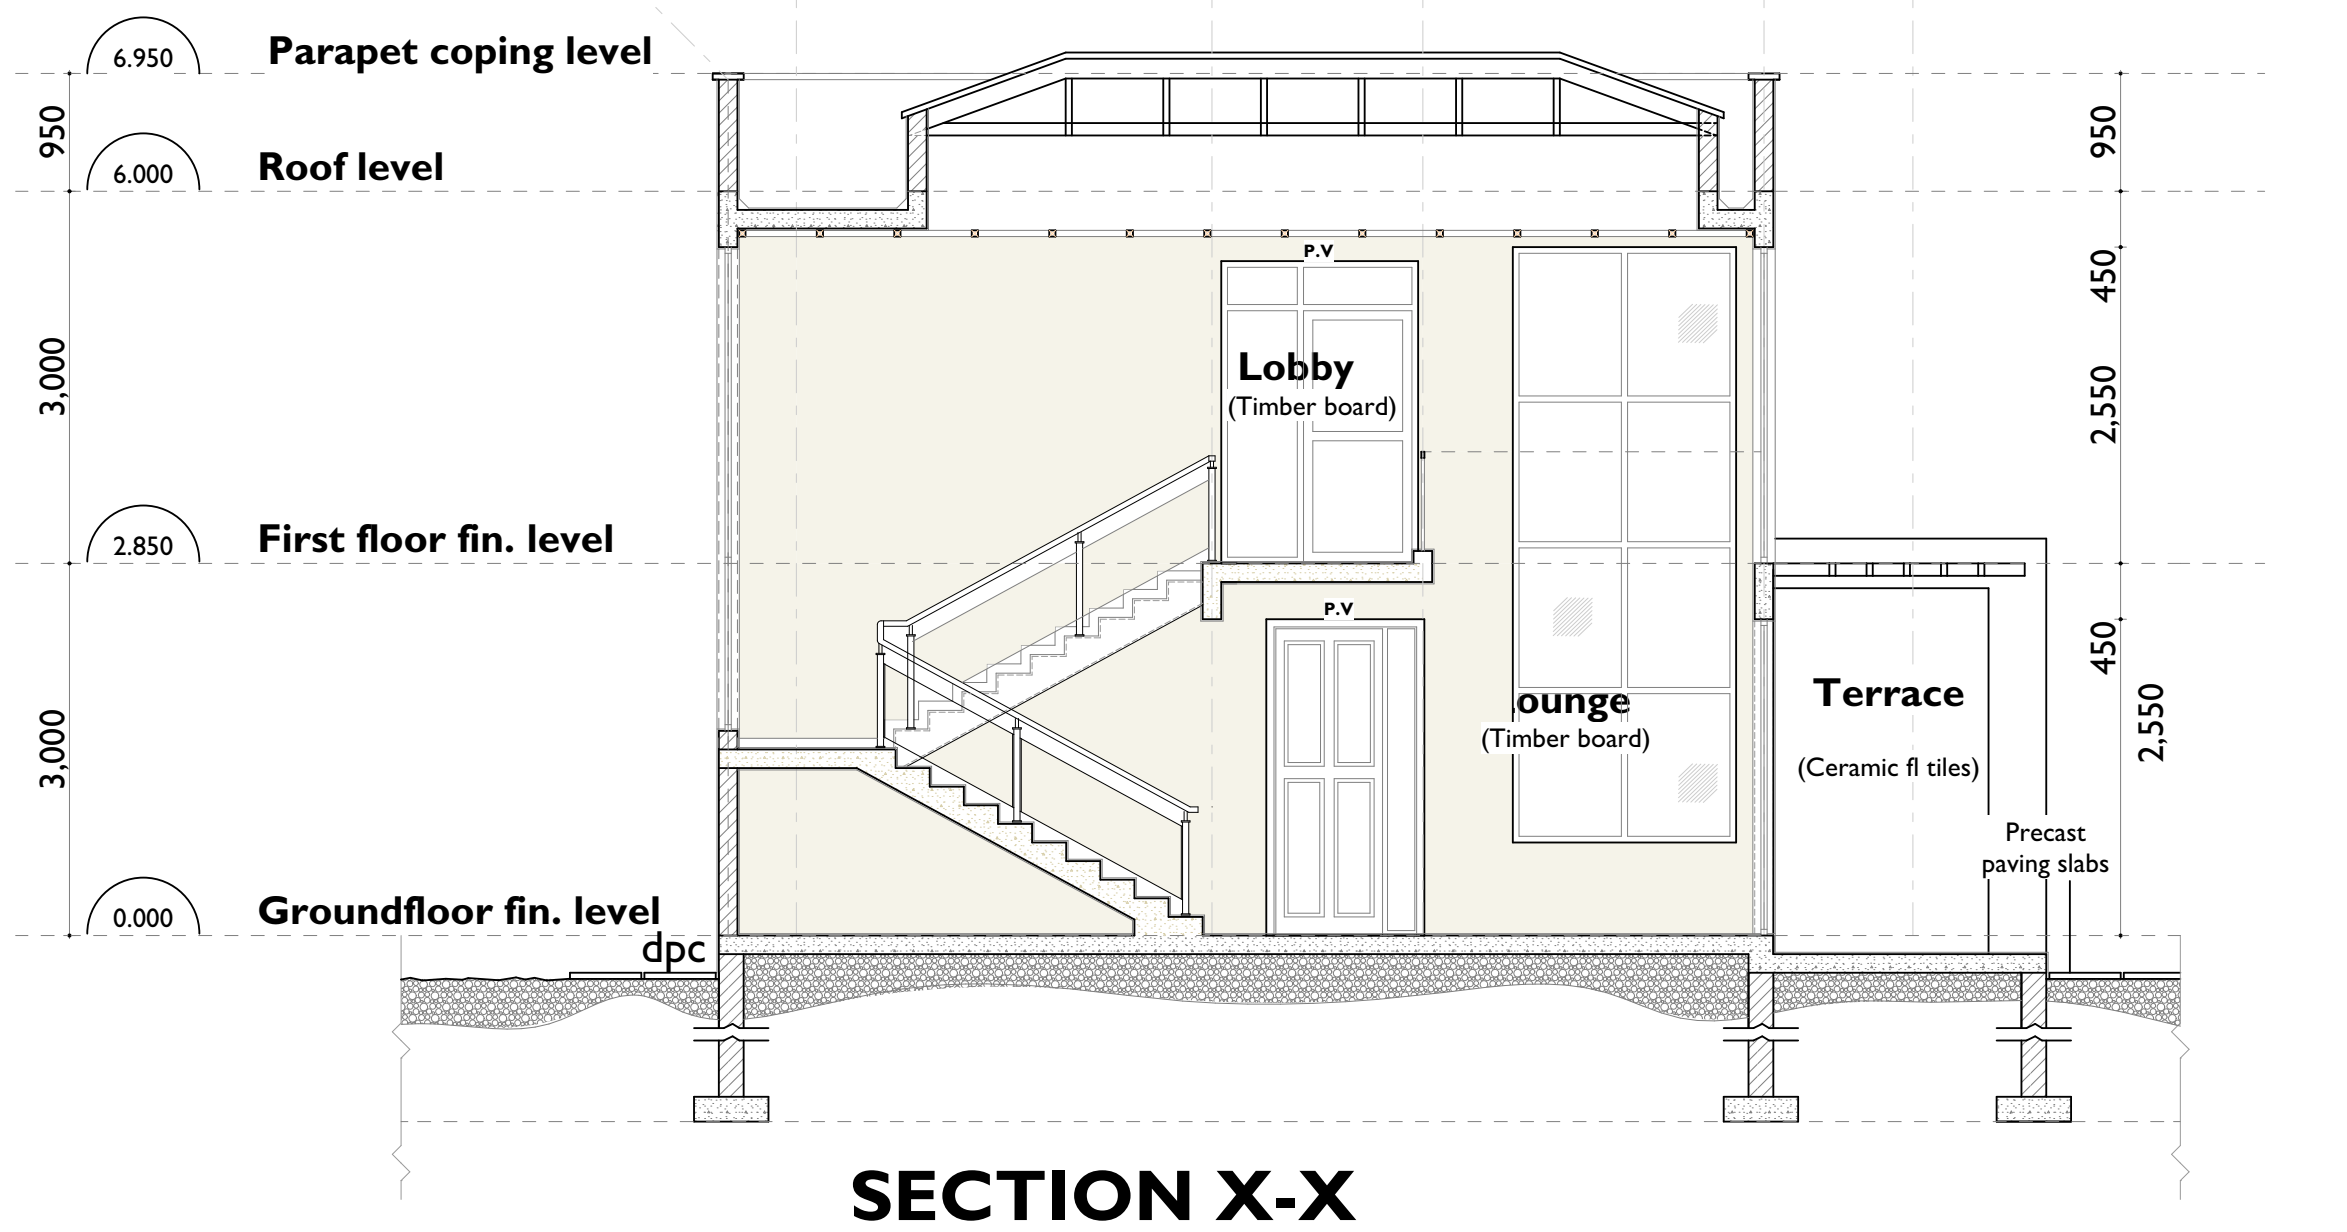 6.950 Parapet coping level
950
950
6.000 Roof level
P.V
450
3,000
Lobby
2,550
(Timber board)
2.850 First floor fin. level
P.V
450
Terrace
ounge
(Timber board)
3,000
2,550
(Ceramic fl tiles)
Precast
paving slabs
0.000 Groundfloor fin. level
dpc
SECTION X-X